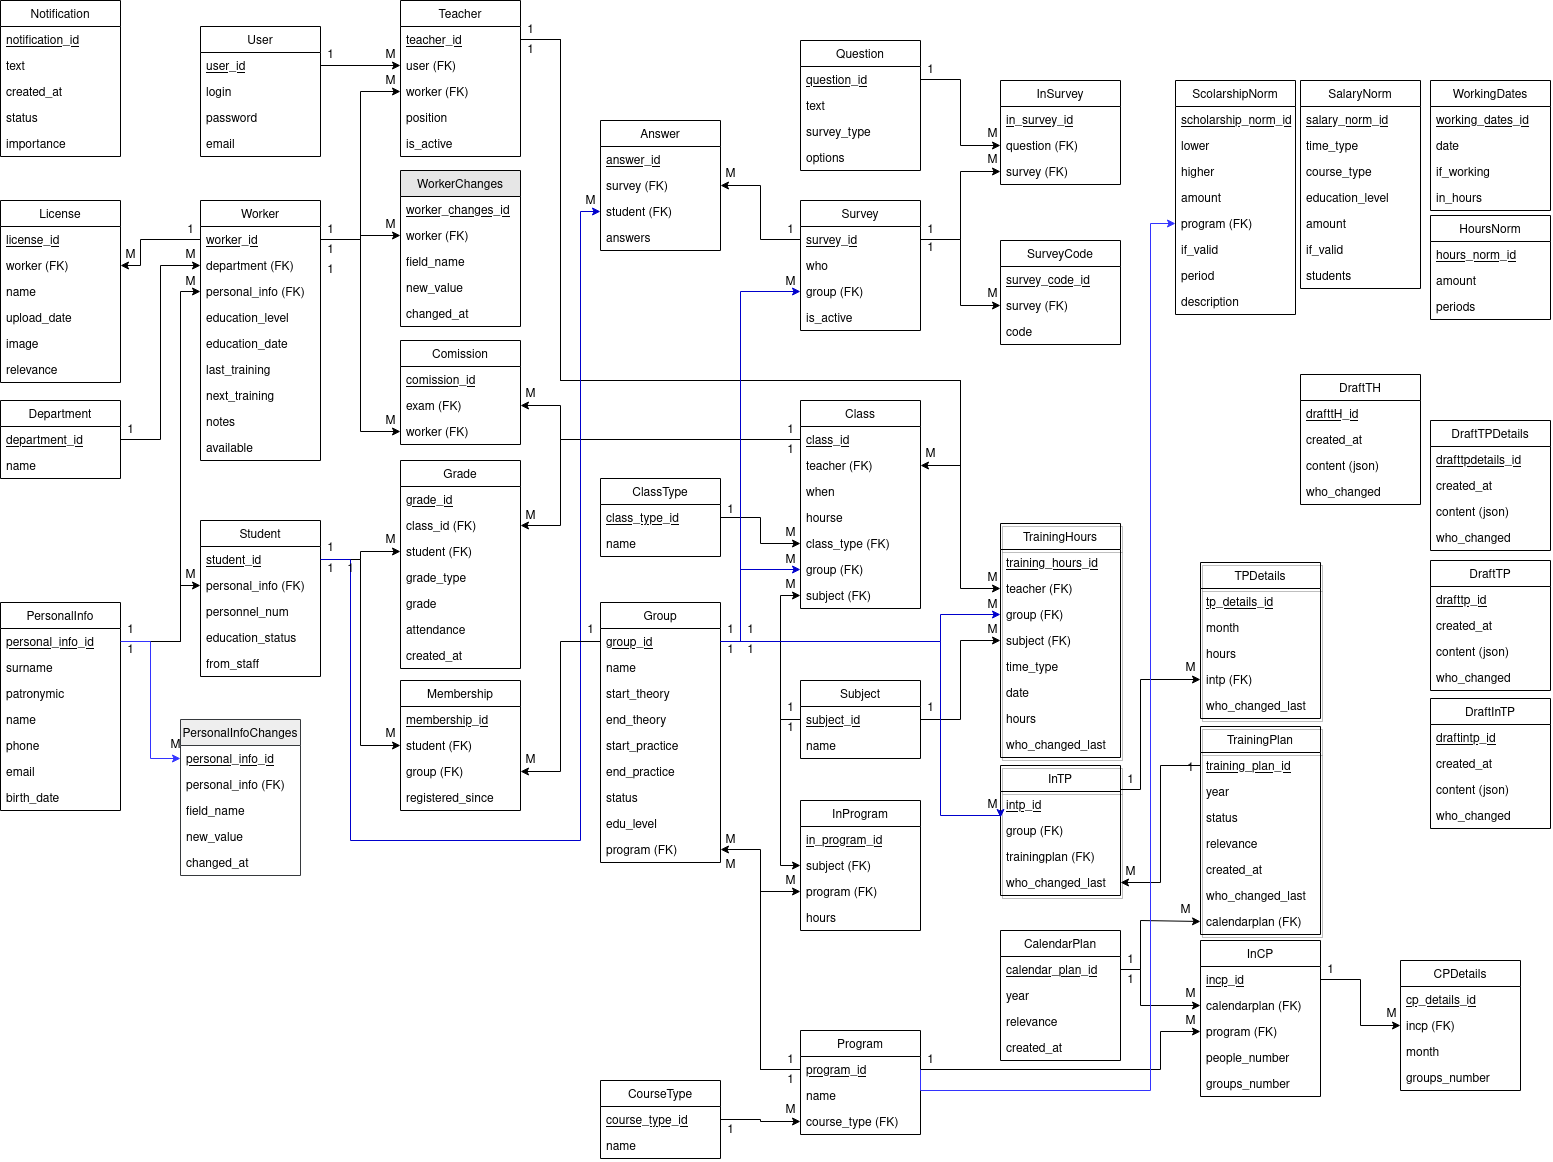 Notification
notification_id
text
created_at
status
importance
User
user_id
login
password
email
Teacher
teacher_id
user (FK)
worker (FK)
position
is_active
WorkerChanges
worker_changes_id
worker (FK)
field_name
new_value
changed_at
License
license_id
worker (FK)
name
upload_date
image
relevance
Worker
worker_id
department (FK)
personal_info (FK)
education_level
education_date
last_training
next_training
notes
available
Department
department_id
name
Comission
comission_id
exam (FK)
worker (FK)
Grade
grade_id
class_id (FK)
student (FK)
grade_type
grade
attendance
created_at
Student
student_id
personal_info (FK)
personnel_num
education_status
from_staff
PersonalInfo
personal_info_id
surname
patronymic
name
phone
email
birth_date
PersonalInfoChanges
personal_info_id
personal_info (FK)
field_name
new_value
changed_at
Membership
membership_id
student (FK)
group (FK)
registered_since
Answer
answer_id
survey (FK)
student (FK)
answers
Question
question_id
text
survey_type
options
Survey
survey_id
who
group (FK)
is_active
InSurvey
in_survey_id
question (FK)
survey (FK)
SurveyCode
survey_code_id
survey (FK)
code
ScolarshipNorm
scholarship_norm_id
lower
higher
amount
program (FK)
if_valid
period
description
SalaryNorm
salary_norm_id
time_type
course_type
education_level
amount
if_valid
students
WorkingDates
working_dates_id
date
if_working
in_hours
HoursNorm
hours_norm_id
amount
periods
ClassType
class_type_id
name
Class
class_id
teacher (FK)
when
hourse
class_type (FK)
group (FK)
subject (FK)
Group
group_id
name
start_theory
end_theory
start_practice
end_practice
status
edu_level
program (FK)
Subject
subject_id
name
InProgram
in_program_id
subject (FK)
program (FK)
hours
TrainingHours
training_hours_id
teacher (FK)
group (FK)
subject (FK)
time_type
date
hours
who_changed_last
InTP
intp_id
group (FK)
trainingplan (FK)
who_changed_last
TPDetails
tp_details_id
month
hours
intp (FK)
who_changed_last
TrainingPlan
training_plan_id
year
status
relevance
created_at
who_changed_last
calendarplan (FK)
DraftTH
drafttH_id
created_at
content (json)
who_changed
DraftTPDetails
drafttpdetails_id
created_at
content (json)
who_changed
DraftTP
drafttp_id
created_at
content (json)
who_changed
DraftInTP
draftintp_id
created_at
content (json)
who_changed
CalendarPlan
calendar_plan_id
year
relevance
created_at
InCP
incp_id
calendarplan (FK)
program (FK)
people_number
groups_number
CPDetails
cp_details_id
incp (FK)
month
groups_number
Program
program_id
name
course_type (FK)
CourseType
course_type_id
name
1
M
M
1
1
1
M
M
1
M
M
1
1
1
M
M
1
M
M
1
M
M
1
1
M
1
1
1
M
M
M
1
M
M
1
M
M
1
1
1
M
M
1
1
M
1
M
M
M
M
1
1
1
1
1
M
M
M
M
1
1
1
M
M
M
M
M
1
M
1
M
1
1
M
M
M
1
M
1
1
1
1
M